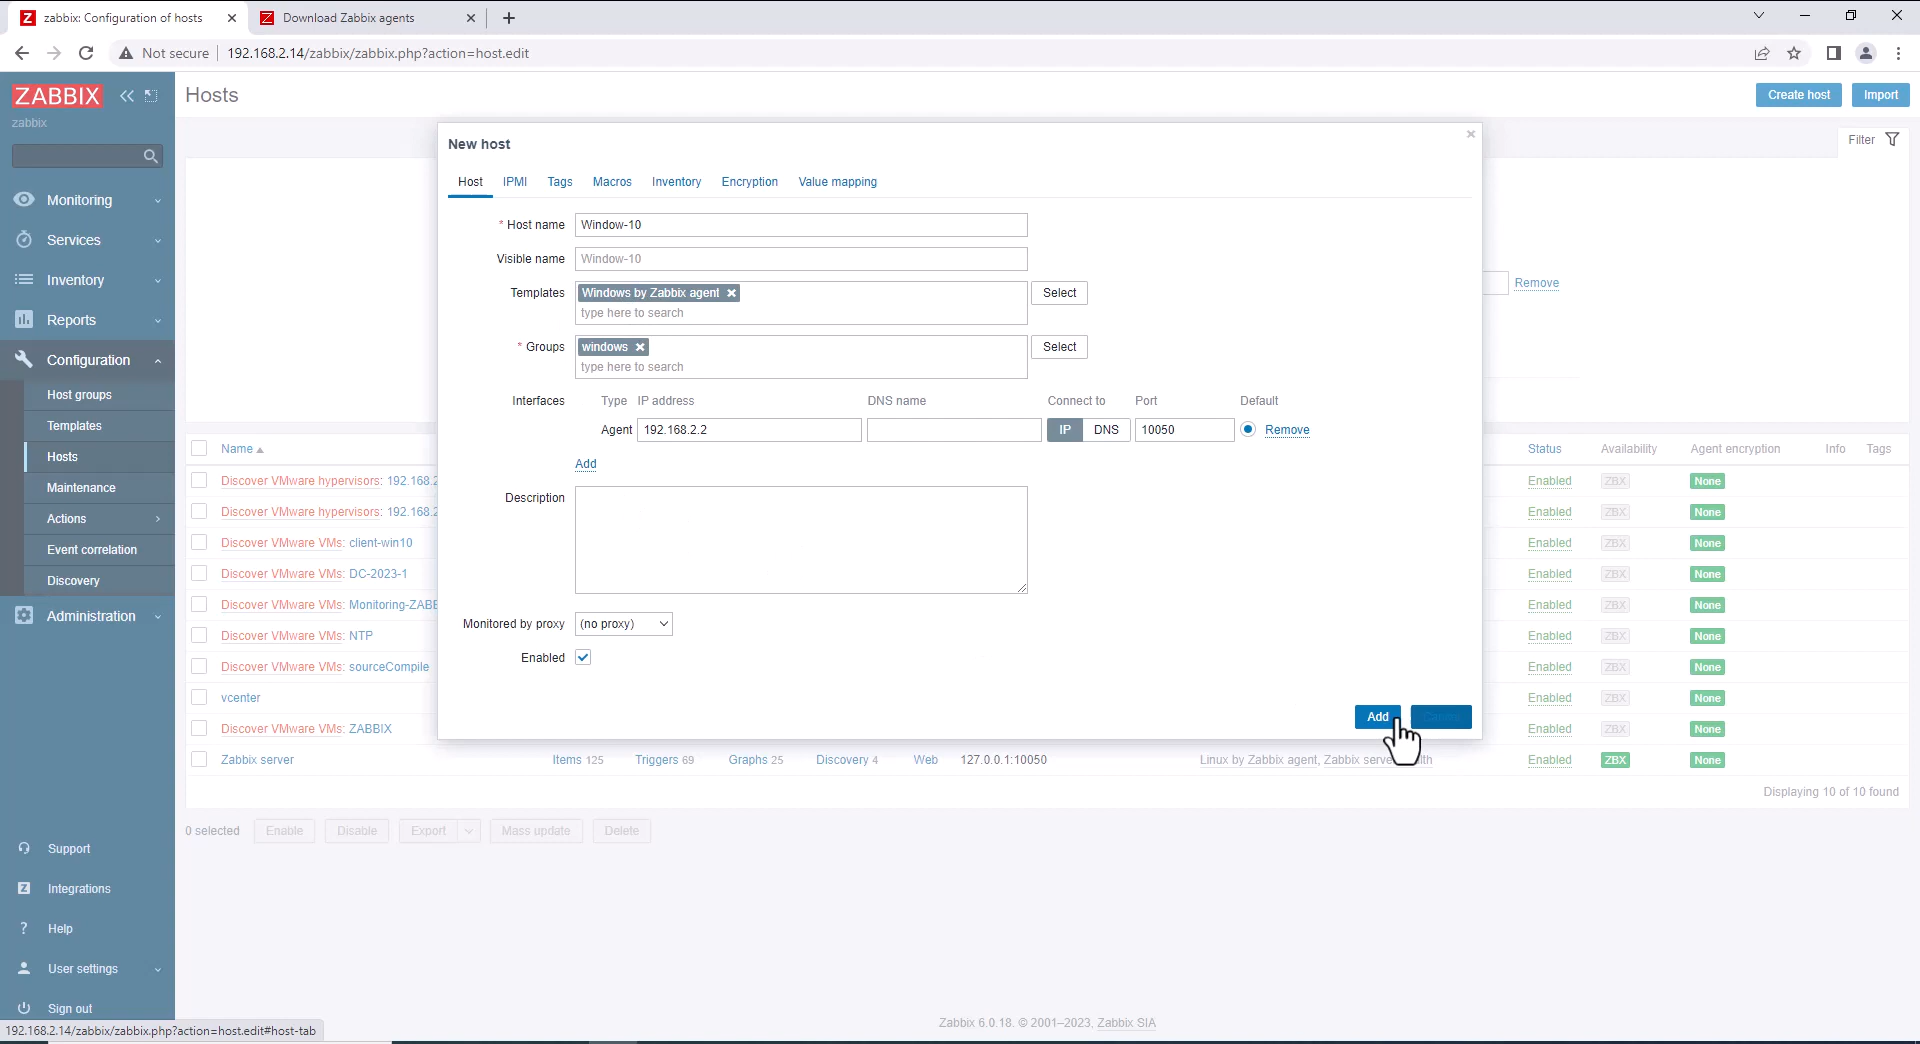 zabbix: Configuration of hosts
Download Zabbix agents
Not secure
192.168.2.14/zabbix/zabbix.php?action=host.edit
ZABBIX
zabbix
Monitoring
Services
Inventory
Reports
Configuration
Host groups
Templates
Hosts
Maintenance
Actions
Event correlation
Discovery
Administration
Support
Integrations
Help
User settings
Sign out
192.168.2.14/zabbix/zabbix.php?action=host.edit#host-tab
Hosts
Create host
Import
Filter
Remove
New host
Host IPMI Tags Macros Inventory Encryption Value mapping
* Host name Window-10
Visible name Window-10
Templates Windows by Zabbix agent Select
type here to search
* Groups windows Select
type here to search
Interfaces Type IP address DNS name Connect to Port Default
Agent 192.168.2.2 IP DNS 10050 Remove
Add
Description
Monitored by proxy (no proxy)
Enabled
Add
Name Status Availability Agent encryption Info Tags
Discover VMware hypervisors: 192.168.2 Enabled ZBX None
Discover VMware hypervisors: 192.168.2 Enabled ZBX None
Discover VMware VMs: client-win10 Enabled ZBX None
Discover VMware VMs: DC-2023-1 Enabled ZBX None
Discover VMware VMs: Monitoring-ZABB Enabled ZBX None
Discover VMware VMs: NTP Enabled ZBX None
Discover VMware VMs: sourceCompile Enabled ZBX None
vcenter Enabled ZBX None
Discover VMware VMs: ZABBIX Enabled ZBX None
Zabbix server Items 125 Triggers 69 Graphs 25 Discovery 4 Web 127.0.0.1:10050 Linux by Zabbix agent, Zabbix Enabled ZBX None
Displaying 10 of 10 found
0 selected Enable Disable Export Mass update Delete
Zabbix 6.0.18. © 2001–2023, Zabbix SIA